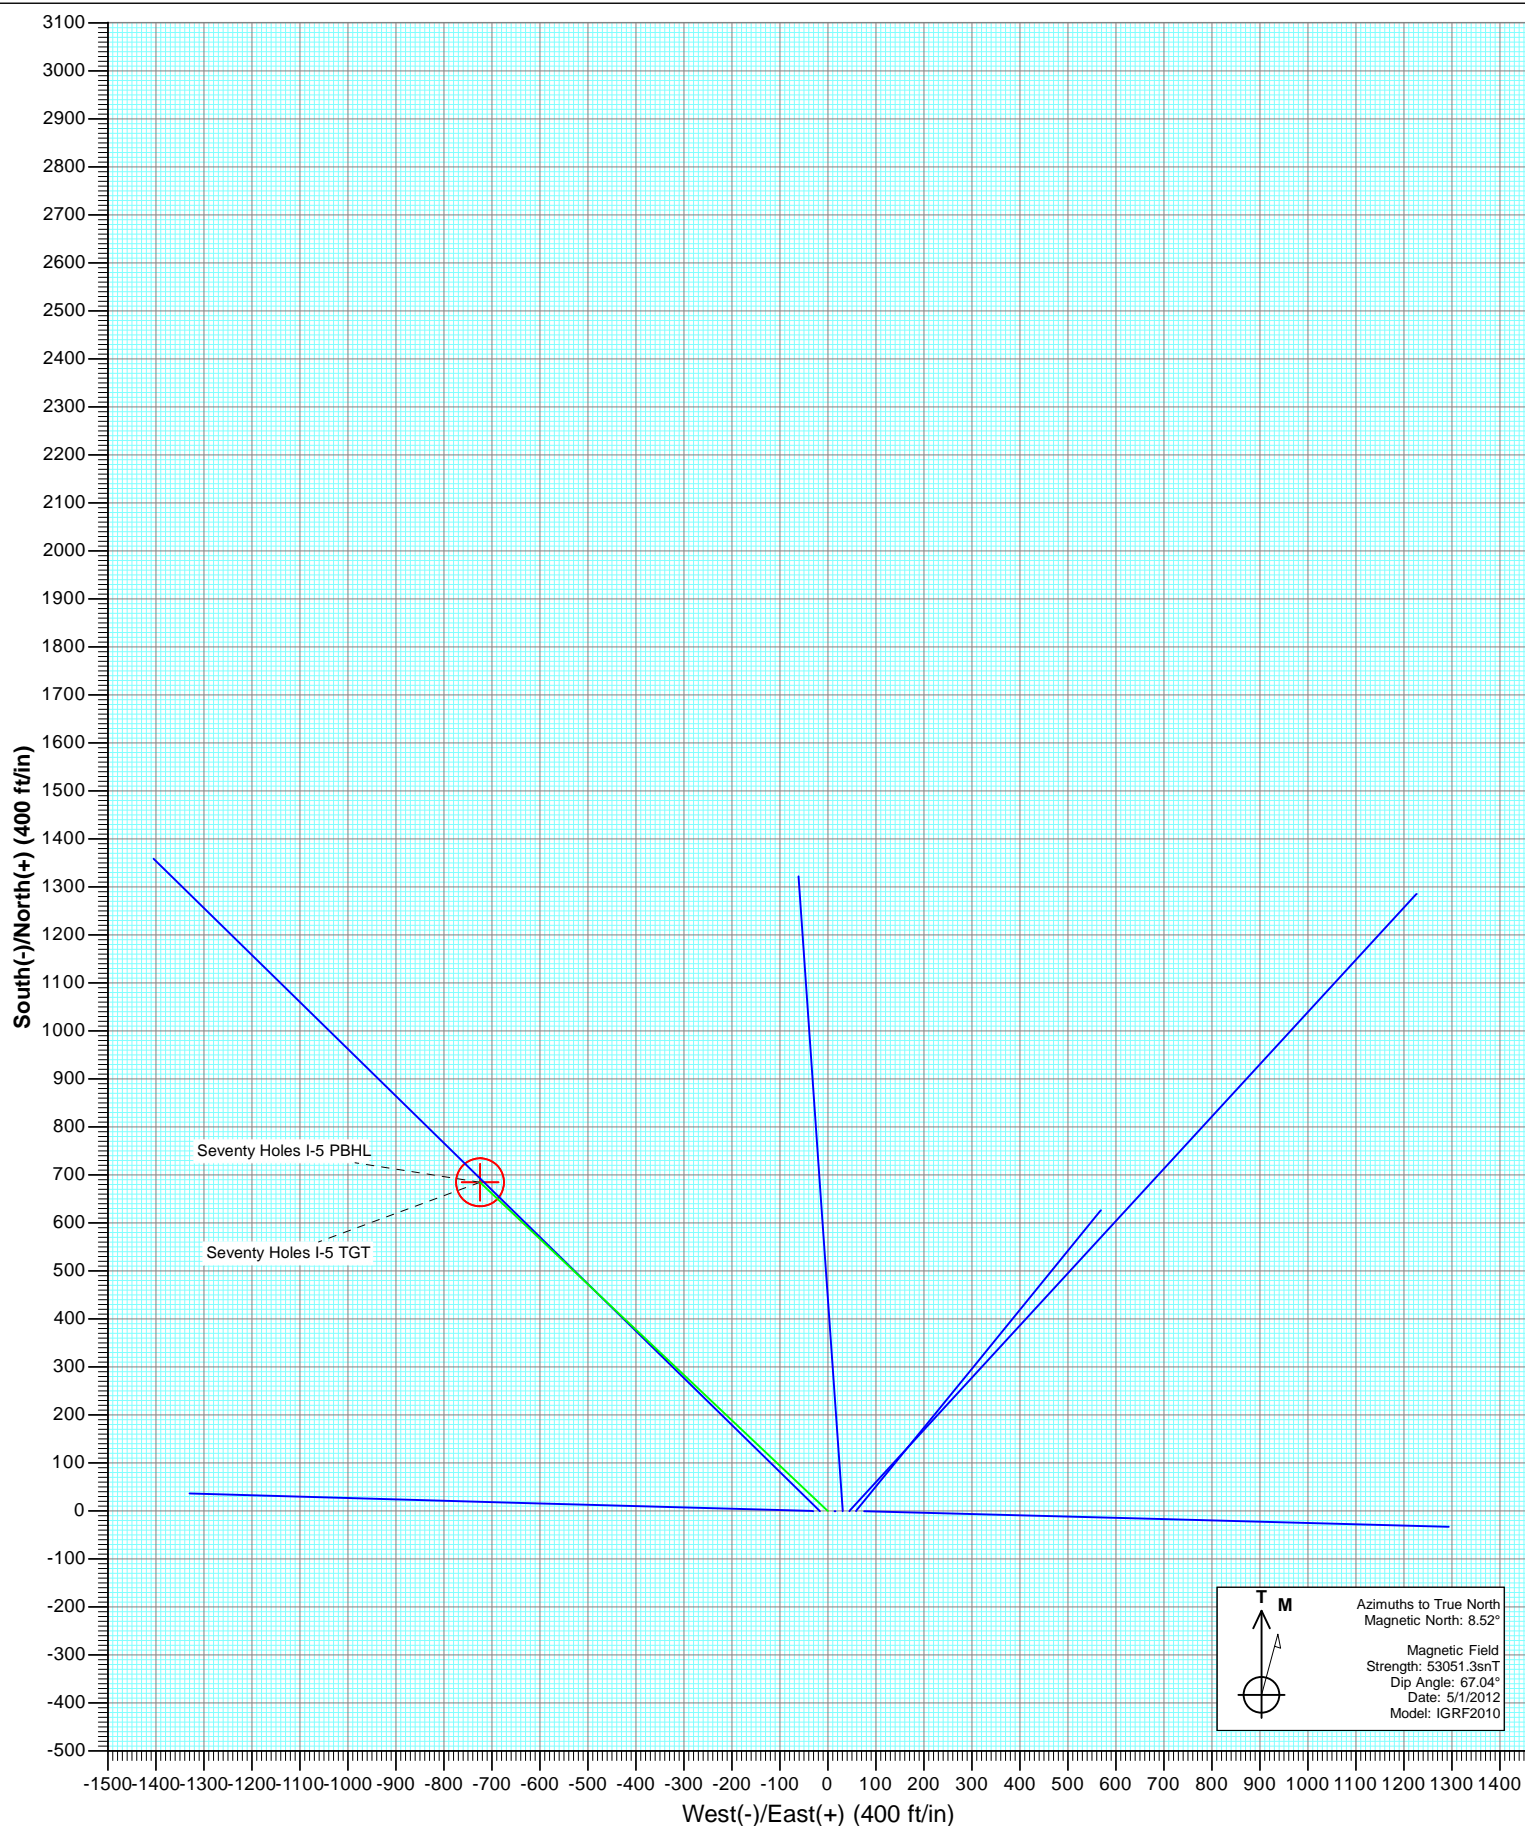 3100
3000
2900
2800
2700
2600
2500
2400
2300
2200
2100
2000
1900
1800
1700
1600
1500
1400
1300
1200
1100
1000
900
800
700
600
500
400
300
200
100
0
-100
-200
-300
-400
-500
South(-)/North(+) (400 ft/in)
Seventy Holes I-5 PBHL
Seventy Holes I-5 TGT
T M
Azimuths to True North
Magnetic North: 8.52°
Magnetic Field
Strength: 53051.3snT
Dip Angle: 67.04°
Date: 5/1/2012
Model: IGRF2010
-1500 -1400 -1300 -1200 -1100 -1000 -900 -800 -700 -600 -500 -400 -300 -200 -100 0 100 200 300 400 500 600 700 800 900 1000 1100 1200 1300 1400
West(-)/East(+) (400 ft/in)